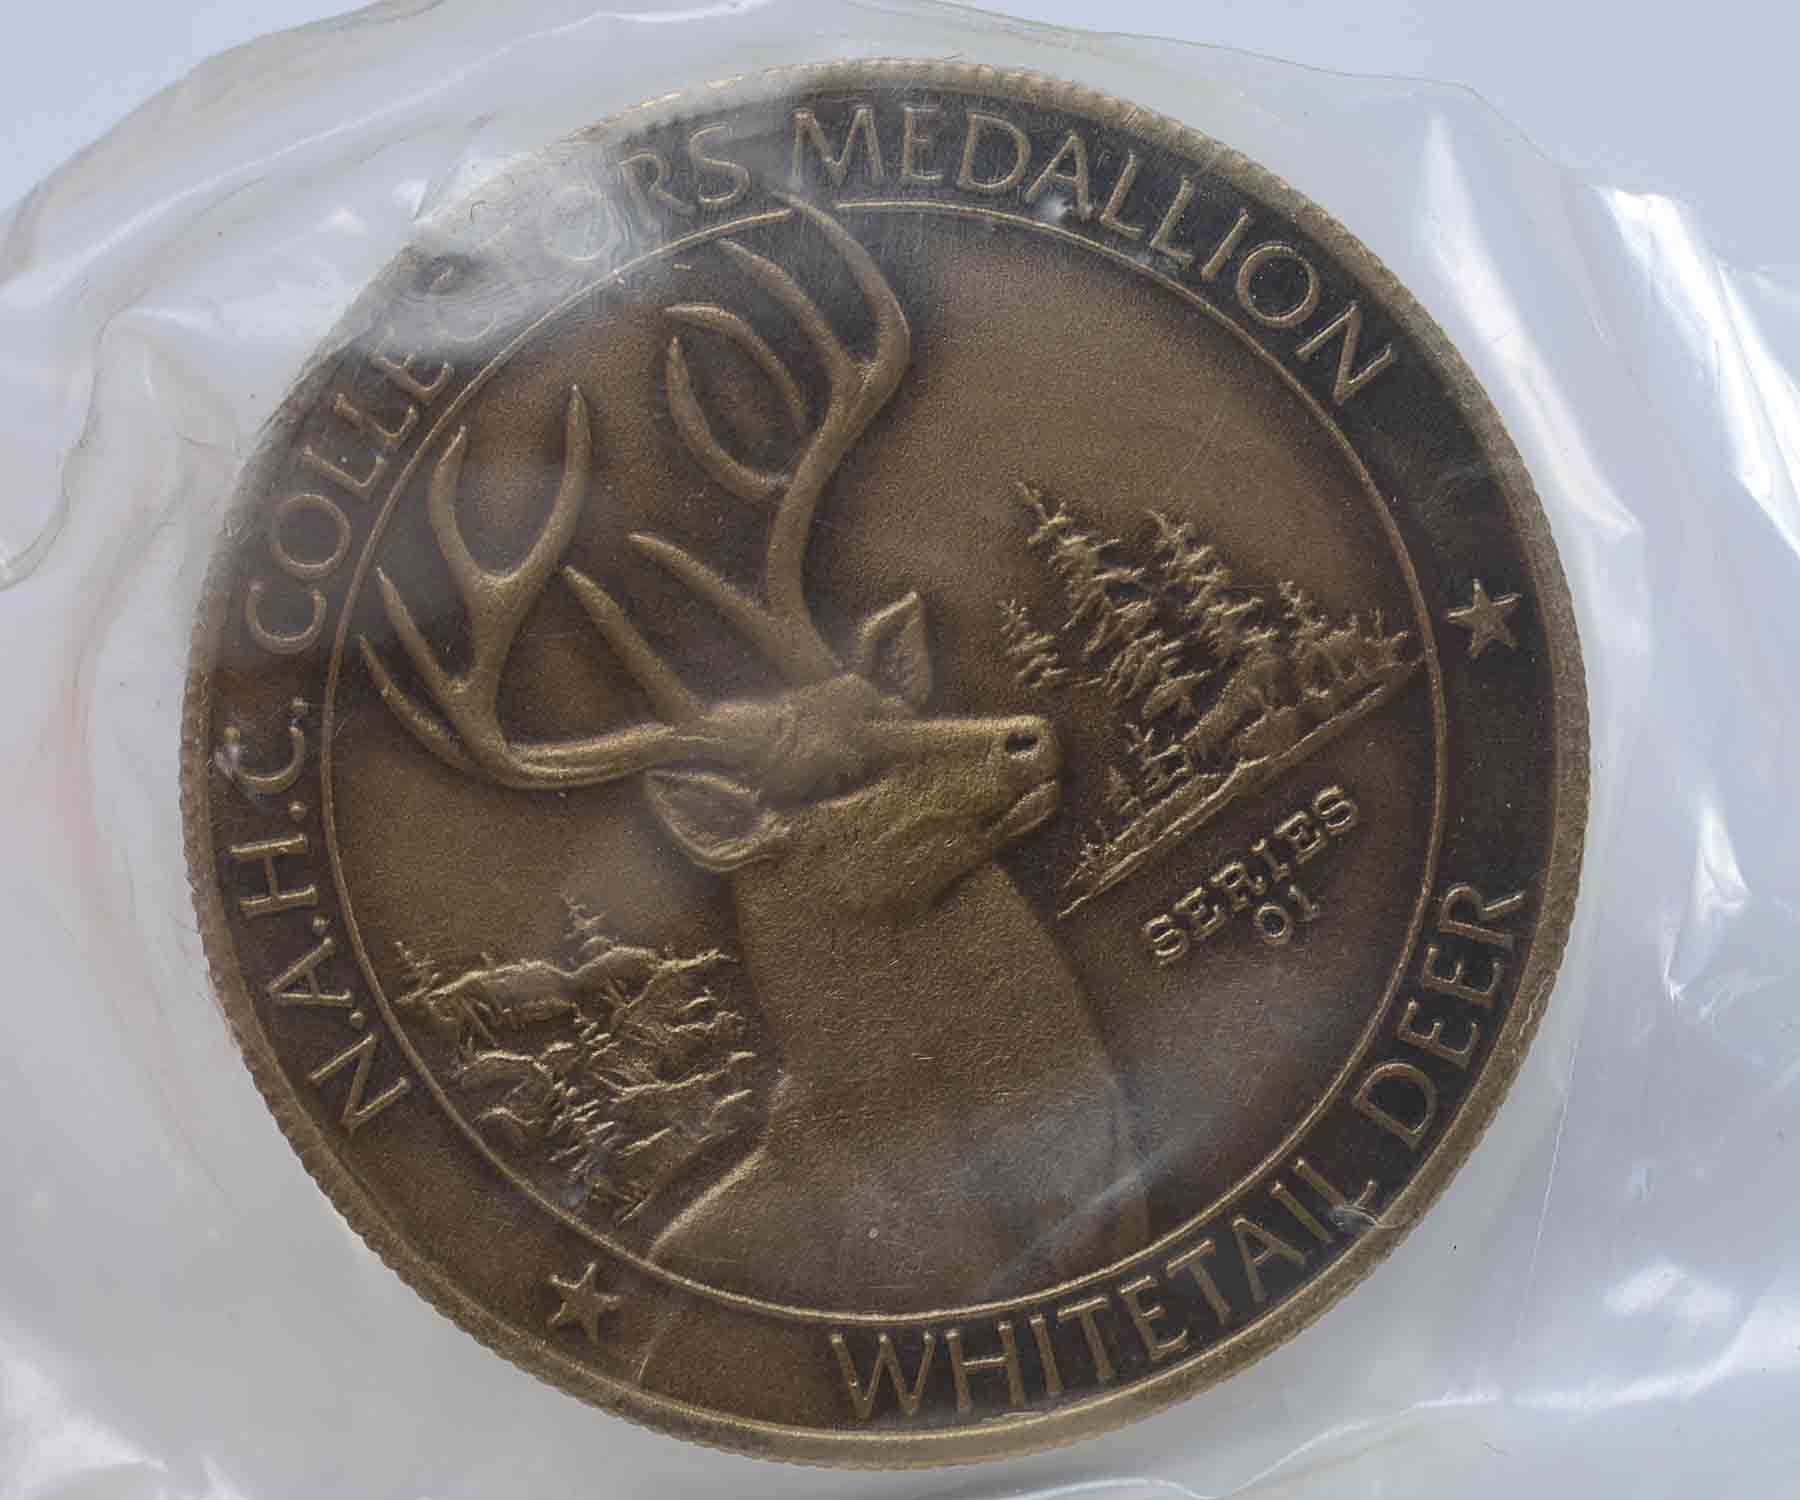 N.A.H.C. COLLECTORS MEDALLION
SERIES
01
WHITETAIL DEER